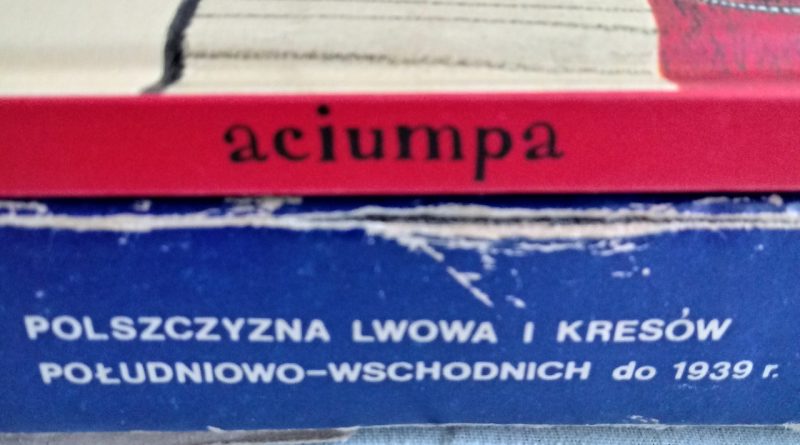 aciumpa
POLSZCZYZNA LWOWA I KRESÓW
POŁUDNIOWO-WSCHODNICH do 1939 r.